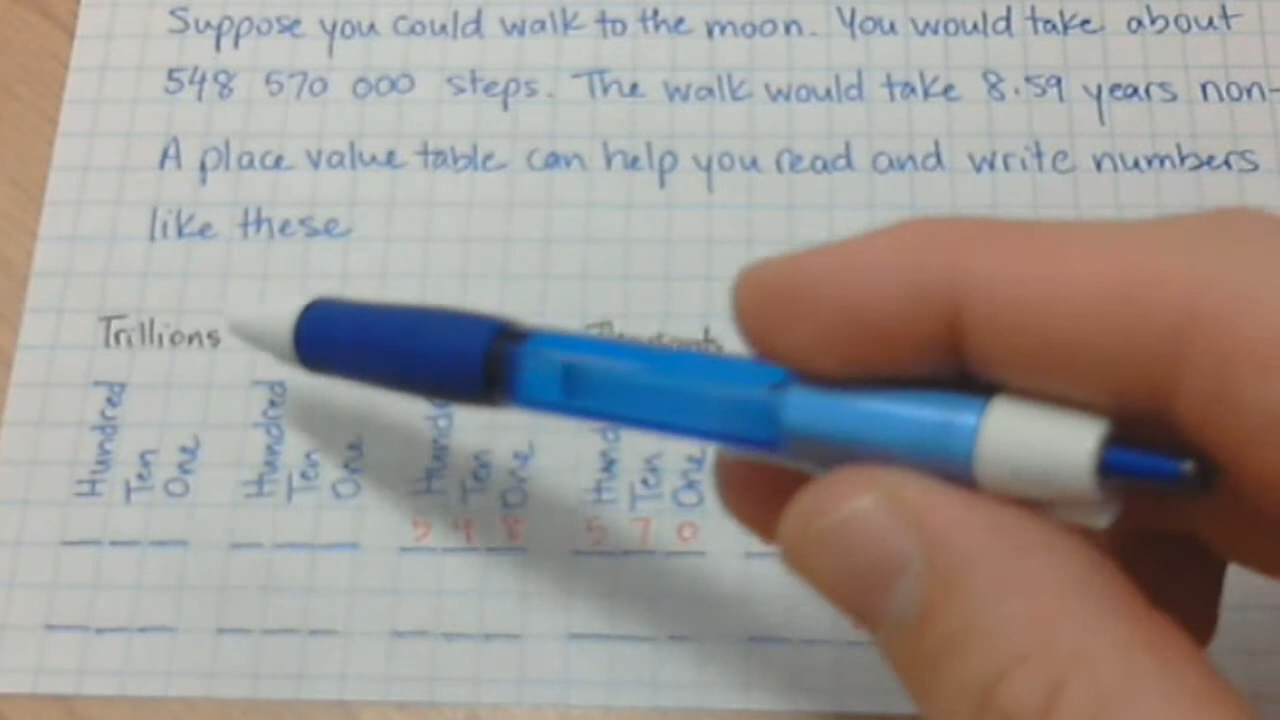 Suppose you could walk to the moon. You would take about
548 570 000 steps. The walk would take 8.59 years non-
A place value table can help you read and write numbers
like these
Trillions
Hundred Ten One Hundred Ten One Ten One Ten One
5 4 8 5 7 0